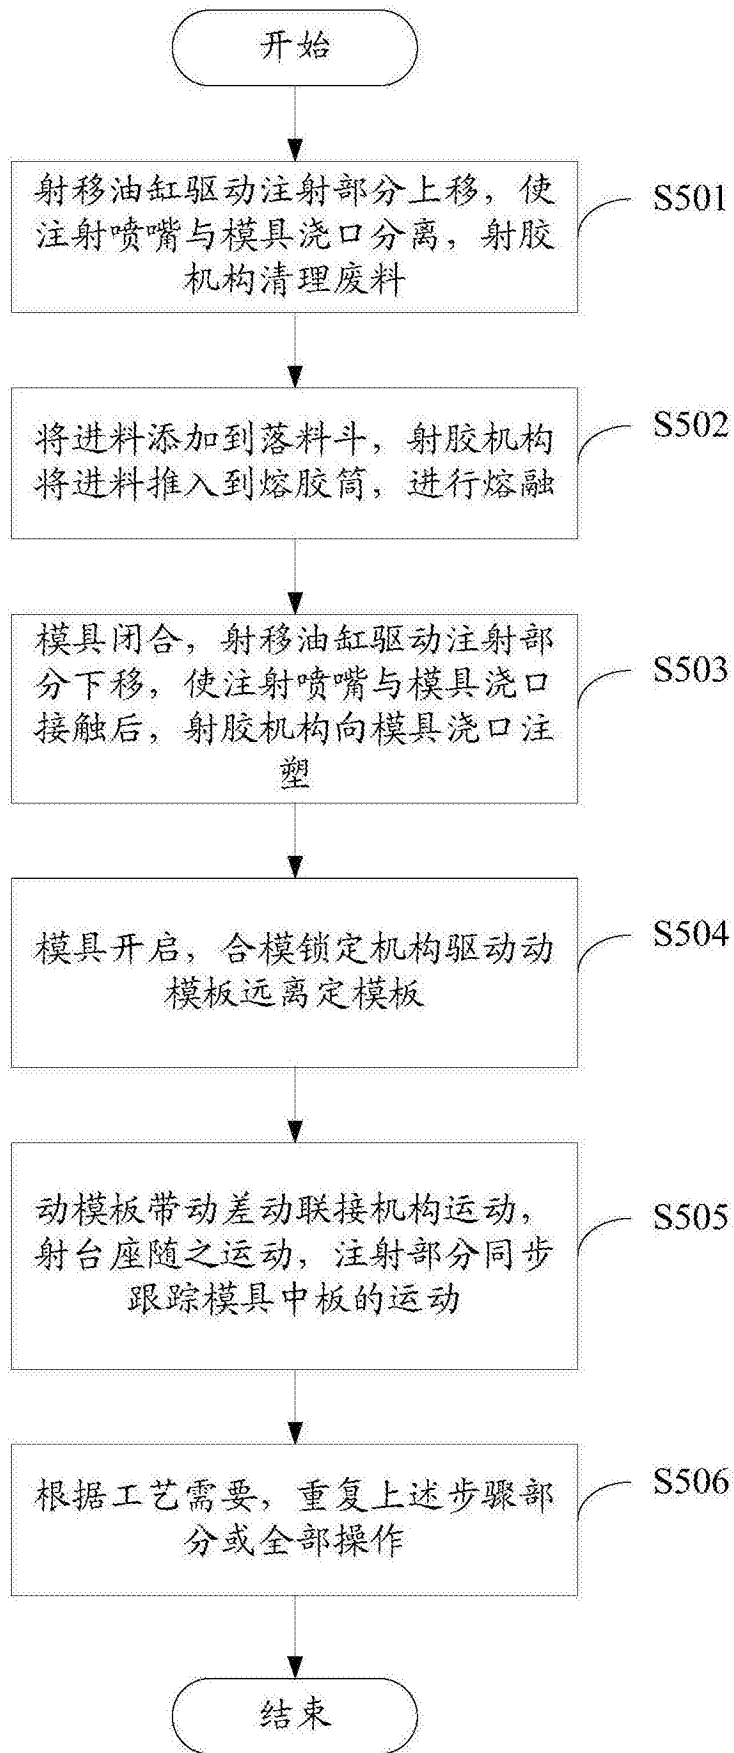 开始
射移油缸驱动注射部分上移，使
注射喷嘴与模具浇口分离，射胶
机构清理废料
S501
将进料添加到落料斗，射胶机构
将进料推入到熔胶筒，进行熔融
S502
模具闭合，射移油缸驱动注射部
分下移，使注射喷嘴与模具浇口
接触后，射胶机构向模具浇口注
塑
S503
模具开启，合模锁定机构驱动动
模板远离定模板
S504
动模板带动差动联接机构运动，
射台座随之运动，注射部分同步
跟踪模具中板的运动
S505
根据工艺需要，重复上述步骤部
分或全部操作
S506
结束